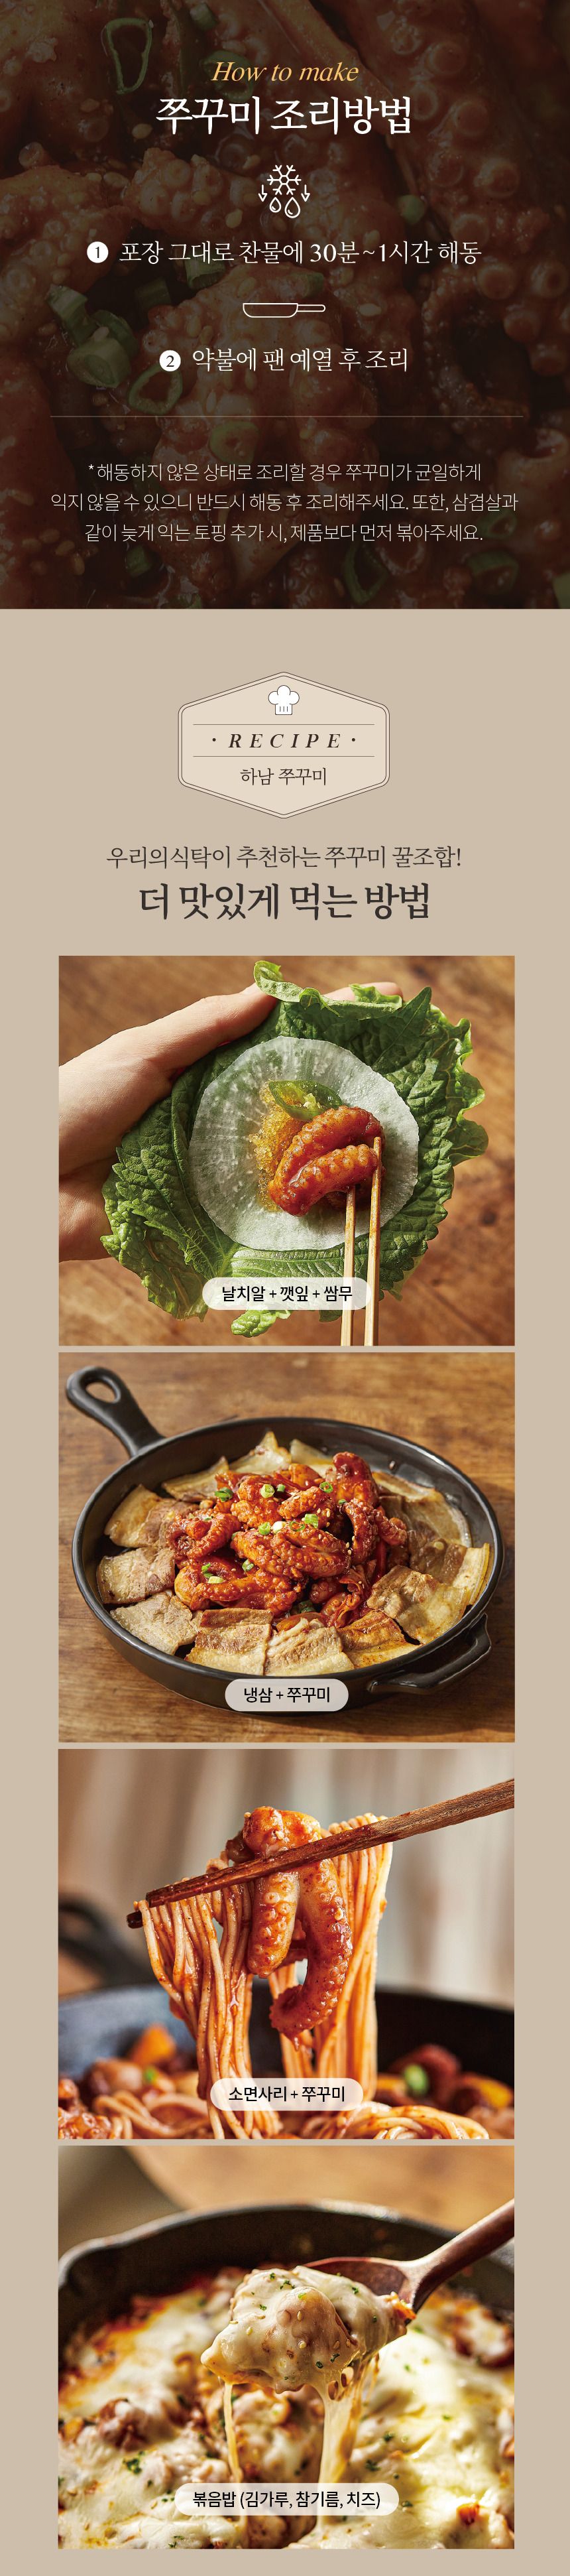 How to make
쭈꾸미 조리방법
1 포장 그대로 찬물에 30분~1시간 해동
2 약불에 팬 예열 후 조리
*해동하지 않은 상태로 조리할 경우 쭈꾸미가 균일하게
익지 않을 수 있으니 반드시 해동 후 조리해주세요. 또한, 삼겹살과
같이 늦게 익는 토핑 추가 시, 제품보다 먼저 볶아주세요.
· RECIPE ·
하남 쭈꾸미
우리의식탁이 추천하는 쭈꾸미 꿀조합!
더 맛있게 먹는 방법
날치알 + 깻잎 + 쌈무
냉삼 + 쭈꾸미
소면사리 + 쭈꾸미
볶음밥 (김가루, 참기름, 치즈)